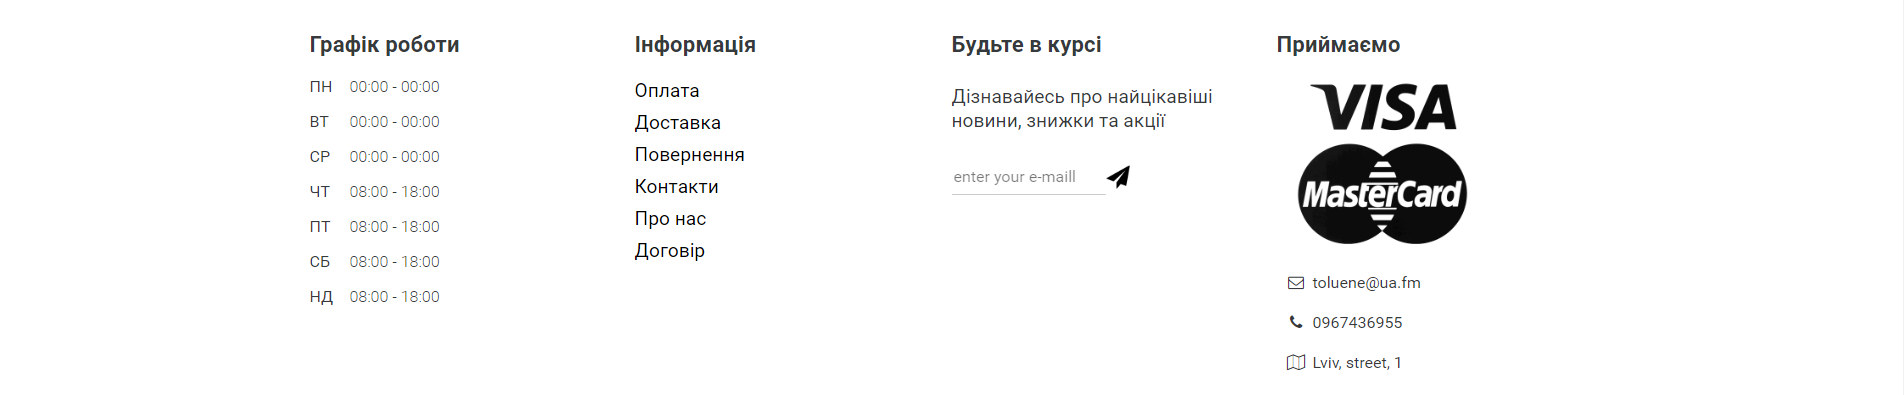 Графік роботи
ПН 00:00 - 00:00
ВТ 00:00 - 00:00
СР 00:00 - 00:00
ЧТ 08:00 - 18:00
ПТ 08:00 - 18:00
СБ 08:00 - 18:00
НД 08:00 - 18:00
Інформація
Оплата
Доставка
Повернення
Контакти
Про нас
Договір
Будьте в курсі
Дізнавайесь про найцікавіші
новини, знижки та акції
enter your e-maill
Приймаємо
VISA
MasterCard
toluene@ua.fm
0967436955
Lviv, street, 1